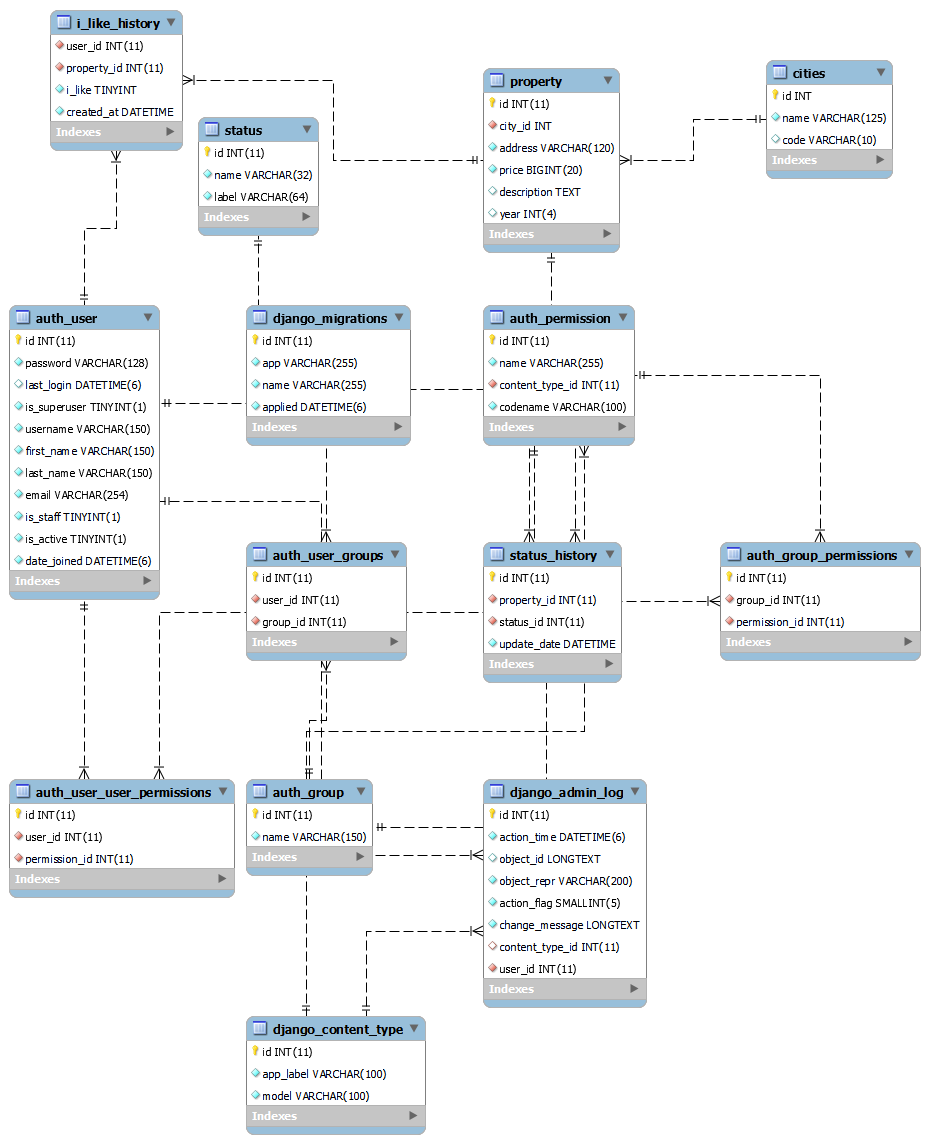 i_like_history
user_id INT(11)
property_id INT(11)
i_like TINYINT
created_at DATETIME
Indexes
status
id INT(11)
name VARCHAR(32)
label VARCHAR(64)
Indexes
property
id INT(11)
city_id INT
address VARCHAR(120)
price BIGINT(20)
description TEXT
year INT(4)
Indexes
cities
id INT
name VARCHAR(125)
code VARCHAR(10)
Indexes
auth_user
id INT(11)
password VARCHAR(128)
last_login DATETIME(6)
is_superuser TINYINT(1)
username VARCHAR(150)
first_name VARCHAR(150)
last_name VARCHAR(150)
email VARCHAR(254)
is_staff TINYINT(1)
is_active TINYINT(1)
date_joined DATETIME(6)
Indexes
django_migrations
id INT(11)
app VARCHAR(255)
name VARCHAR(255)
applied DATETIME(6)
Indexes
auth_permission
id INT(11)
name VARCHAR(255)
content_type_id INT(11)
codename VARCHAR(100)
Indexes
auth_user_groups
id INT(11)
user_id INT(11)
group_id INT(11)
Indexes
status_history
id INT(11)
property_id INT(11)
status_id INT(11)
update_date DATETIME
Indexes
auth_group_permissions
id INT(11)
group_id INT(11)
permission_id INT(11)
Indexes
auth_user_user_permissions
id INT(11)
user_id INT(11)
permission_id INT(11)
Indexes
auth_group
id INT(11)
name VARCHAR(150)
Indexes
django_admin_log
id INT(11)
action_time DATETIME(6)
object_id LONGTEXT
object_repr VARCHAR(200)
action_flag SMALLINT(5)
change_message LONGTEXT
content_type_id INT(11)
user_id INT(11)
Indexes
django_content_type
id INT(11)
app_label VARCHAR(100)
model VARCHAR(100)
Indexes